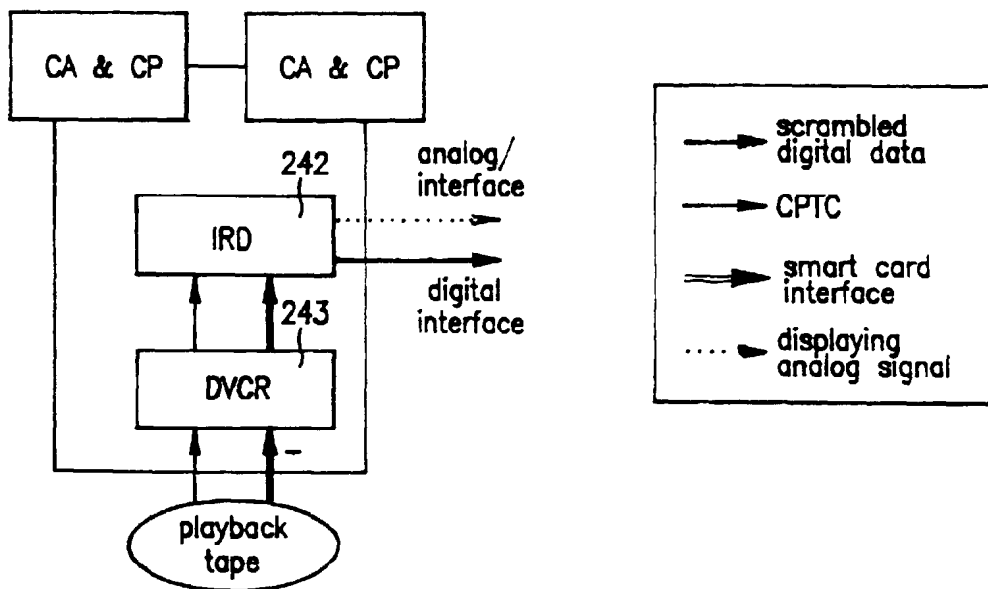 CA & CP
CA & CP
242
analog/
interface
IRD
digital
interface
243
DVCR
playback
tape
scrambled
digital data
CPTC
smart card
interface
displaying
analog signal